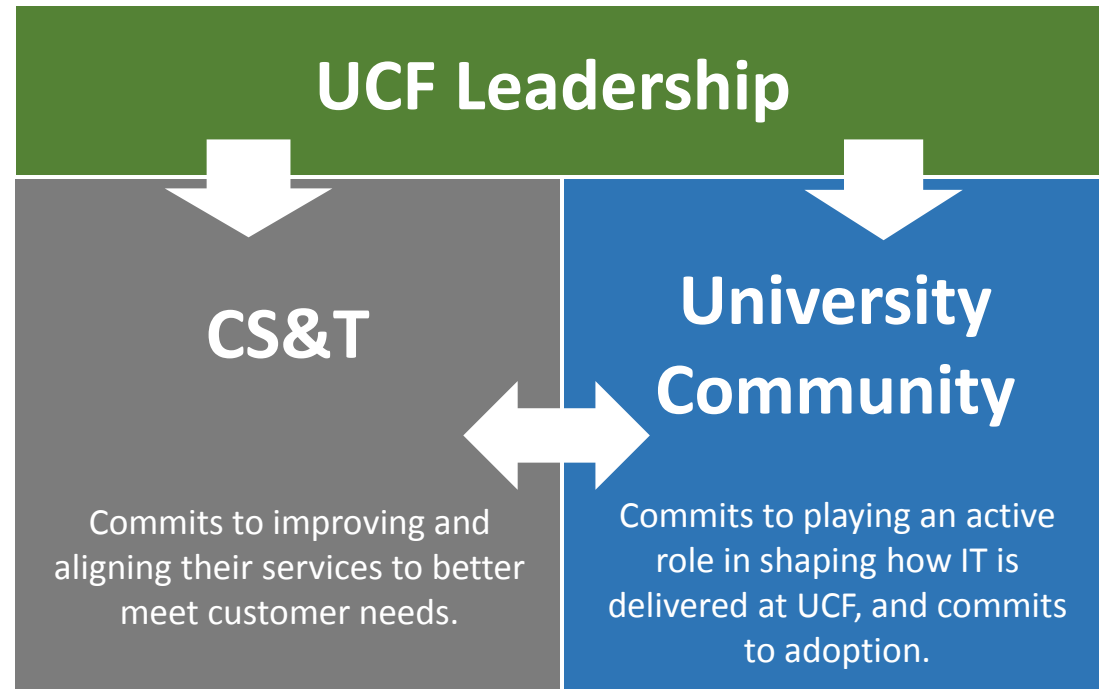 UCF Leadership
CS&T
Commits to improving and
aligning their services to better
meet customer needs.
University
Community
Commits to playing an active
role in shaping how IT is
delivered at UCF, and commits
to adoption.